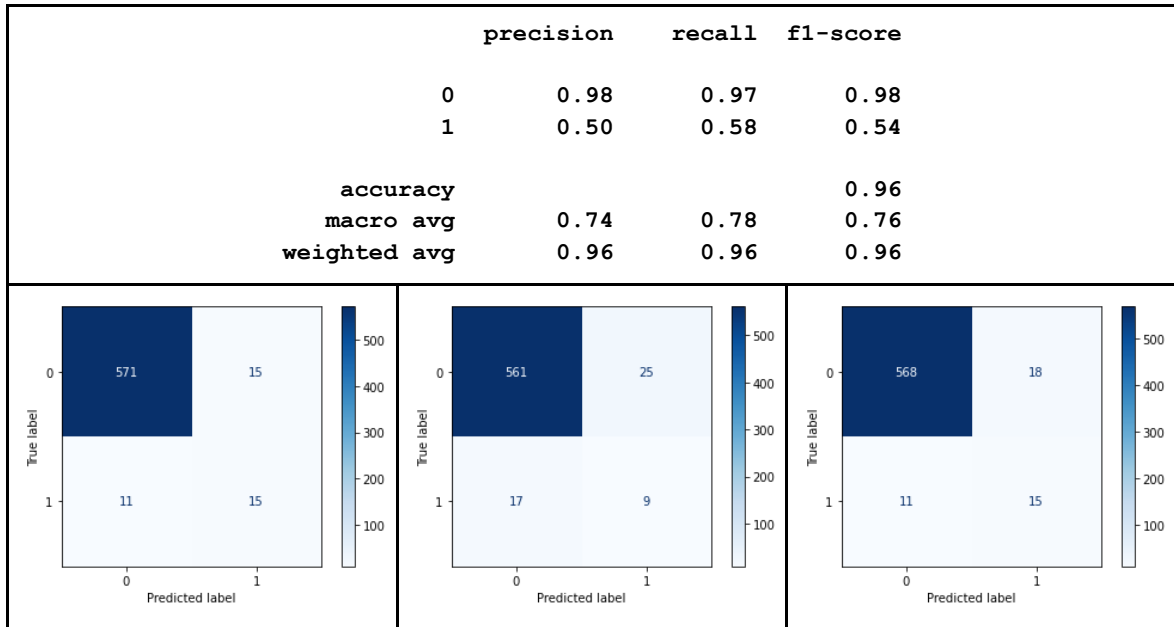 precision recall f1-score
0 0.98 0.97 0.98
1 0.50 0.58 0.54
accuracy 0.96
macro avg 0.74 0.78 0.76
weighted avg 0.96 0.96 0.96
True label
0
1
571 15
11 15
0 1
Predicted label
500
400
300
200
100
True label
0
1
561 25
17 9
0 1
Predicted label
500
400
300
200
100
True label
0
1
568 18
11 15
0 1
Predicted label
500
400
300
200
100